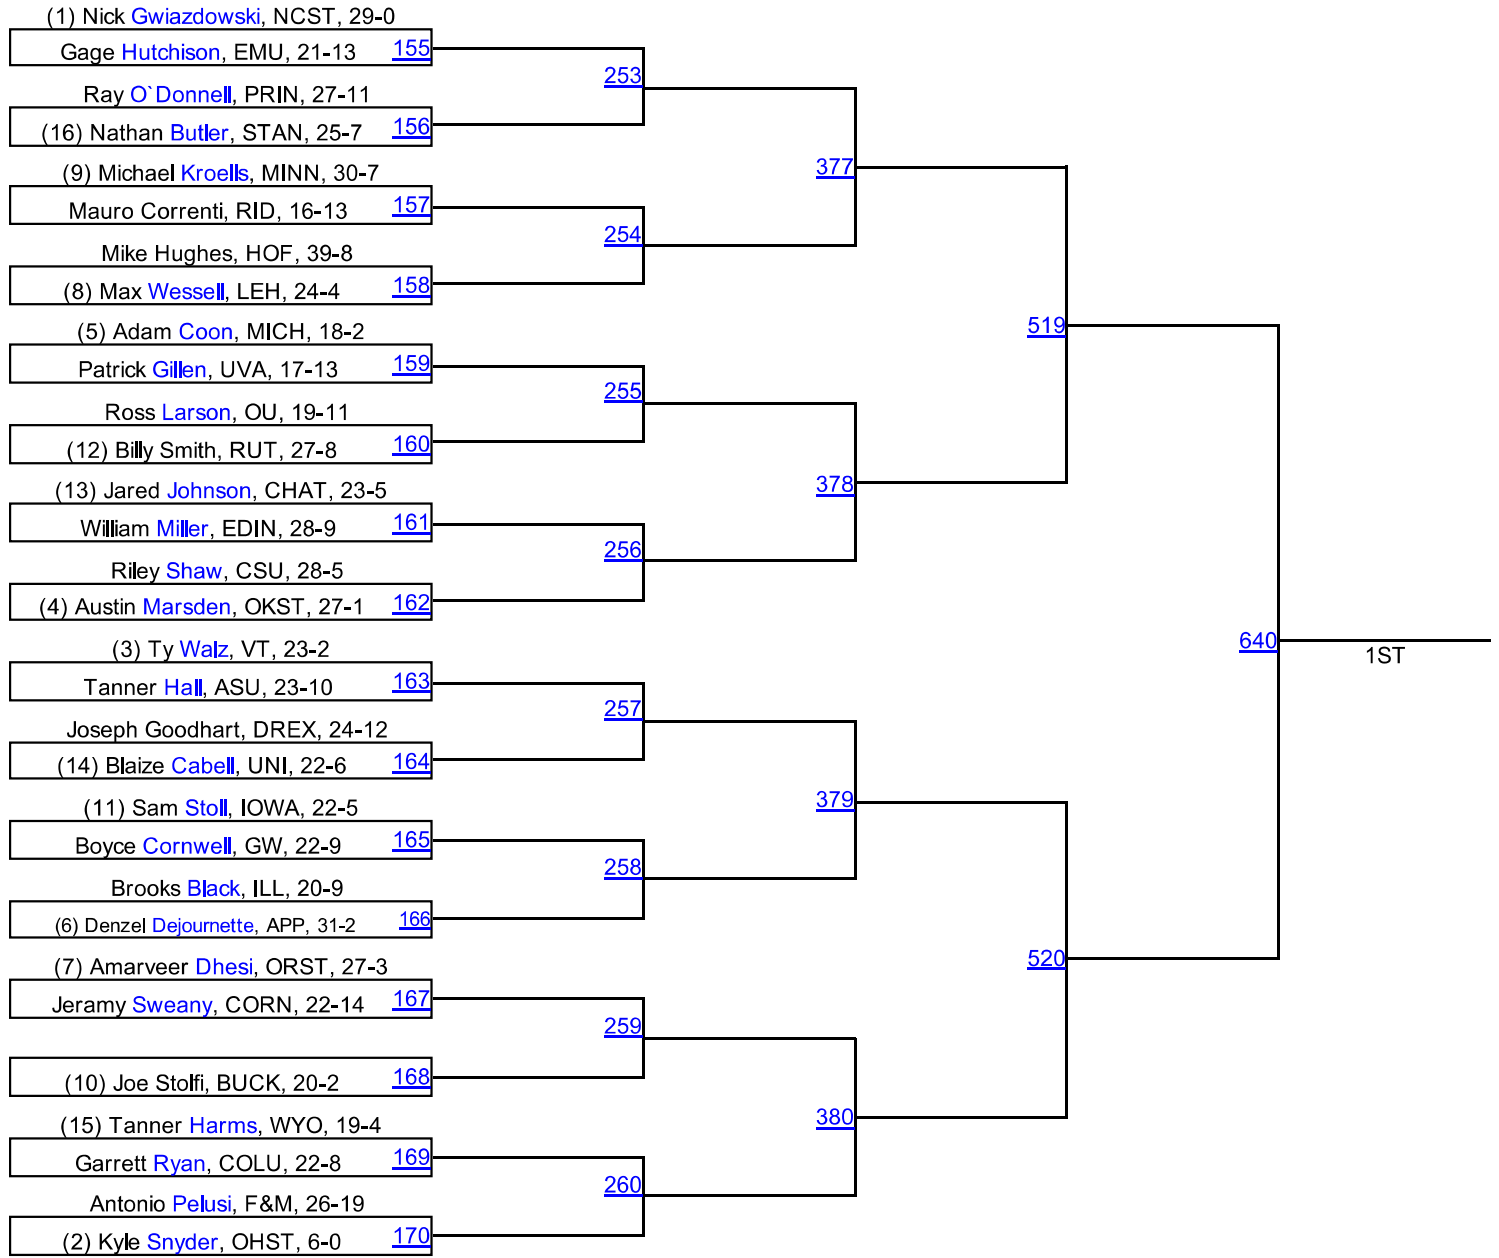 (1) Nick Gwiazdowski, NCST, 29-0
Gage Hutchison, EMU, 21-13 155
253
Ray O`Donnell, PRIN, 27-11
(16) Nathan Butler, STAN, 25-7 156
377
(9) Michael Kroells, MINN, 30-7
Mauro Correnti, RID, 16-13 157
254
Mike Hughes, HOF, 39-8
(8) Max Wessell, LEH, 24-4 158
519
(5) Adam Coon, MICH, 18-2
Patrick Gillen, UVA, 17-13 159
255
Ross Larson, OU, 19-11
(12) Billy Smith, RUT, 27-8 160
378
(13) Jared Johnson, CHAT, 23-5
William Miller, EDIN, 28-9 161
256
Riley Shaw, CSU, 28-5
(4) Austin Marsden, OKST, 27-1 162
640
1ST
(3) Ty Walz, VT, 23-2
Tanner Hall, ASU, 23-10 163
257
Joseph Goodhart, DREX, 24-12
(14) Blaize Cabell, UNI, 22-6 164
379
(11) Sam Stoll, IOWA, 22-5
Boyce Cornwell, GW, 22-9 165
258
Brooks Black, ILL, 20-9
(6) Denzel Dejournette, APP, 31-2 166
520
(7) Amarveer Dhesi, ORST, 27-3
Jeramy Sweany, CORN, 22-14 167
259
(10) Joe Stolfi, BUCK, 20-2 168
380
(15) Tanner Harms, WYO, 19-4
Garrett Ryan, COLU, 22-8 169
260
Antonio Pelusi, F&M, 26-19
(2) Kyle Snyder, OHST, 6-0 170